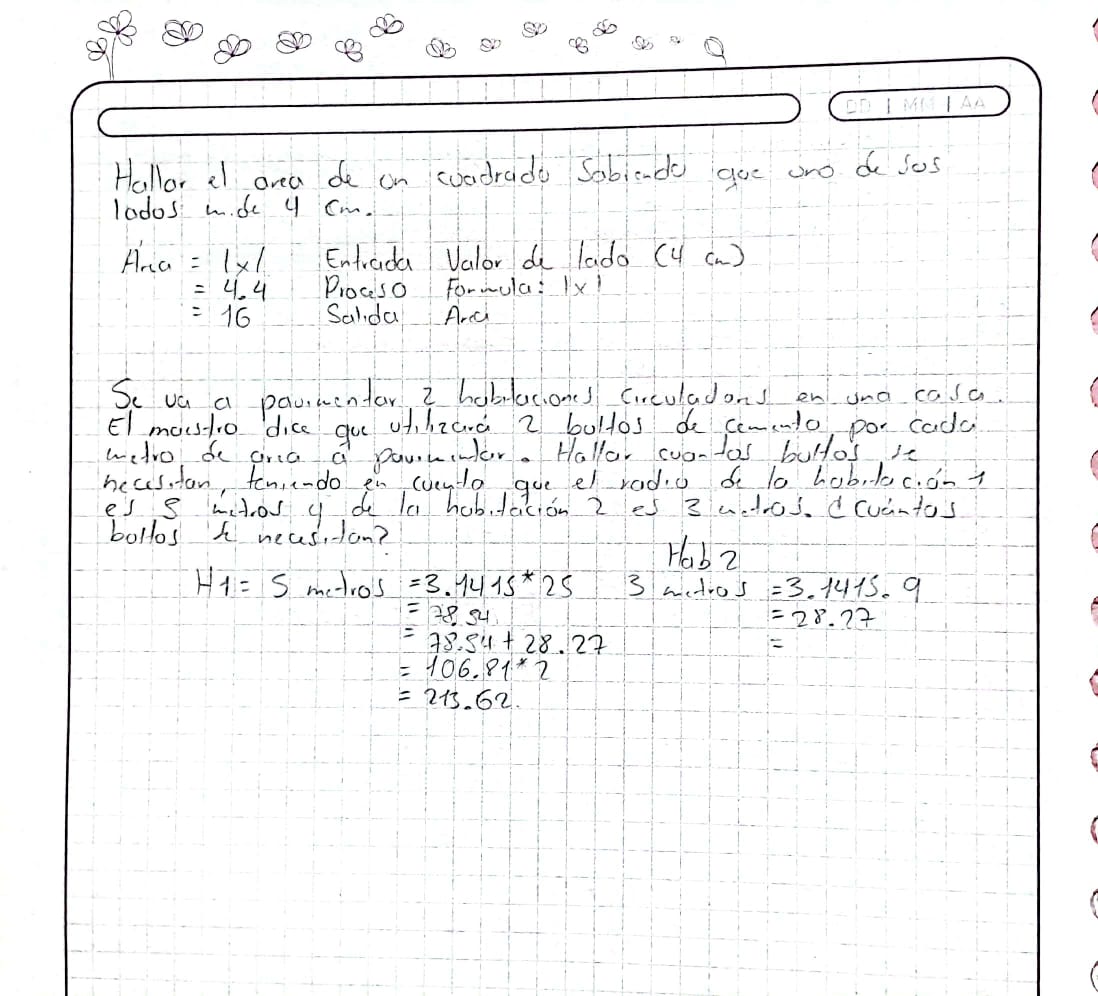 DD | MM | AA
Hallar el area de un cuadrado Sabiendo que uno de sus
lados mide 4 cm.
Área = l x l Entrada Valor de lado (4 cm)
= 4.4 Proceso Formula: l x l
= 16 Salida Area
Se va a pavimentar 2 habitaciones en una casa.
El maestro dice que utilizará 2 bultos de cemento por cada
metro de area a pavimentar. Hallar cuantos bultos se
necesitan, teniendo en cuenta que el radio de la habitación 1
es 5 metros y de la habitación 2 es 3 metros. ¿Cuántos
bultos se necesitan?
Hab 2
H1 = 5 metros = 3.1415 * 25 3 metros = 3.1415. 9
= 78.54 = 28.27
= 78.54 + 28.27 =
= 106.81 * 2
= 213.62.